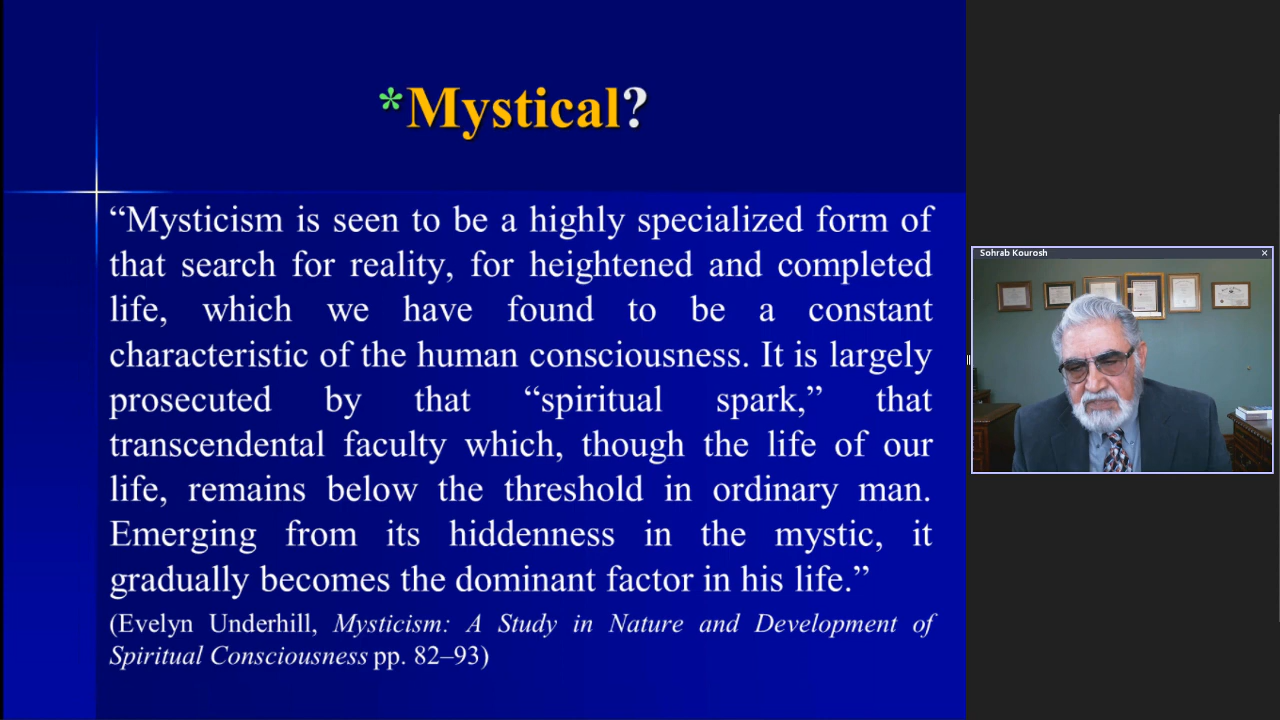 *Mystical?
“Mysticism is seen to be a highly specialized form of
that search for reality, for heightened and completed
life, which we have found to be a constant
characteristic of the human consciousness. It is largely
prosecuted by that “spiritual spark,” that
transcendental faculty which, though the life of our
life, remains below the threshold in ordinary man.
Emerging from its hiddenness in the mystic, it
gradually becomes the dominant factor in his life.”
(Evelyn Underhill, Mysticism: A Study in Nature and Development of
Spiritual Consciousness pp. 82–93)
Sohrab Kourosh